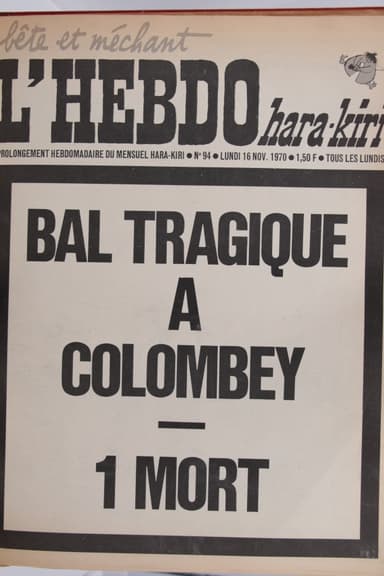 bête et méchant
L'HEBDO hara-kiri
PROLONGEMENT HEBDOMADAIRE DU MENSUEL HARA-KIRI ● N° 94 ● LUNDI 16 NOV. 1970 ● 1,50 F ● TOUS LES LUNDIS
BAL TRAGIQUE
A
COLOMBEY
—
1 MORT